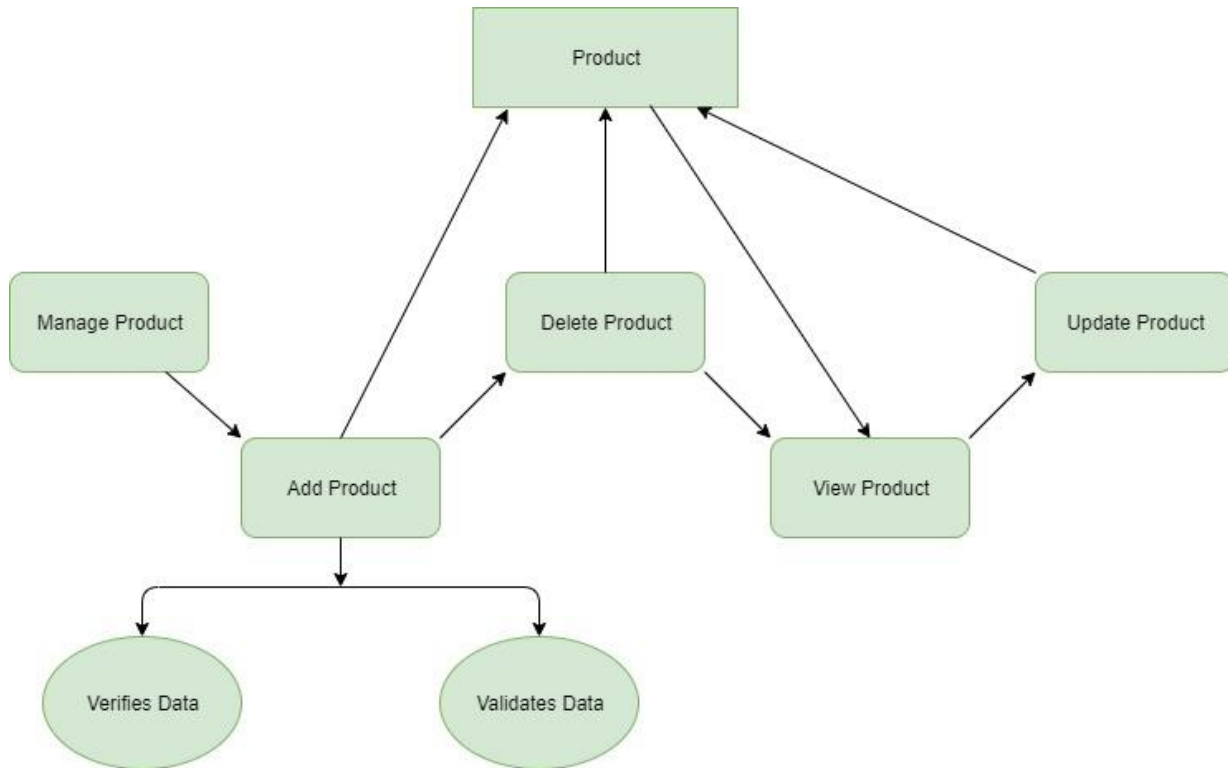 Product
Manage Product
Delete Product
Update Product
Add Product
View Product
Verifies Data
Validates Data